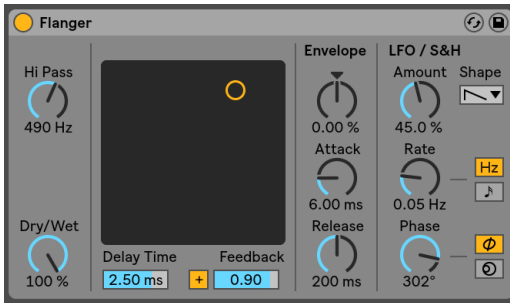 Flanger
Hi Pass
490 Hz
Dry/Wet
100 %
Delay Time
2.50 ms
+
Feedback
0.90
Envelope
0.00 %
Attack
6.00 ms
Release
200 ms
LFO / S&H
Amount
45.0 %
Shape
Rate
0.05 Hz
Hz
Phase
302°